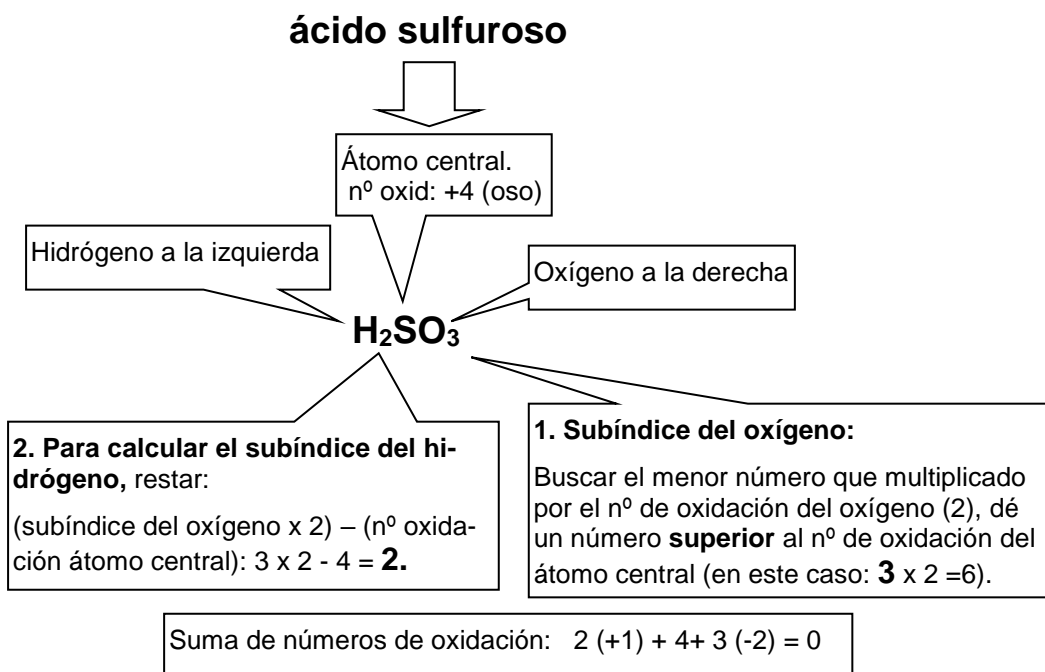 ácido sulfuroso
Átomo central.
nº oxid: +4 (oso)
Hidrógeno a la izquierda
Oxígeno a la derecha
H₂SO₃
2. Para calcular el subíndice del hi-
drógeno, restar:
(subíndice del oxígeno x 2) – (nº oxida-
ción átomo central): 3 x 2 - 4 = 2.
1. Subíndice del oxígeno:
Buscar el menor número que multiplicado
por el nº de oxidación del oxígeno (2), dé
un número superior al nº de oxidación del
átomo central (en este caso: 3 x 2 =6).
Suma de números de oxidación: 2 (+1) + 4+ 3 (-2) = 0